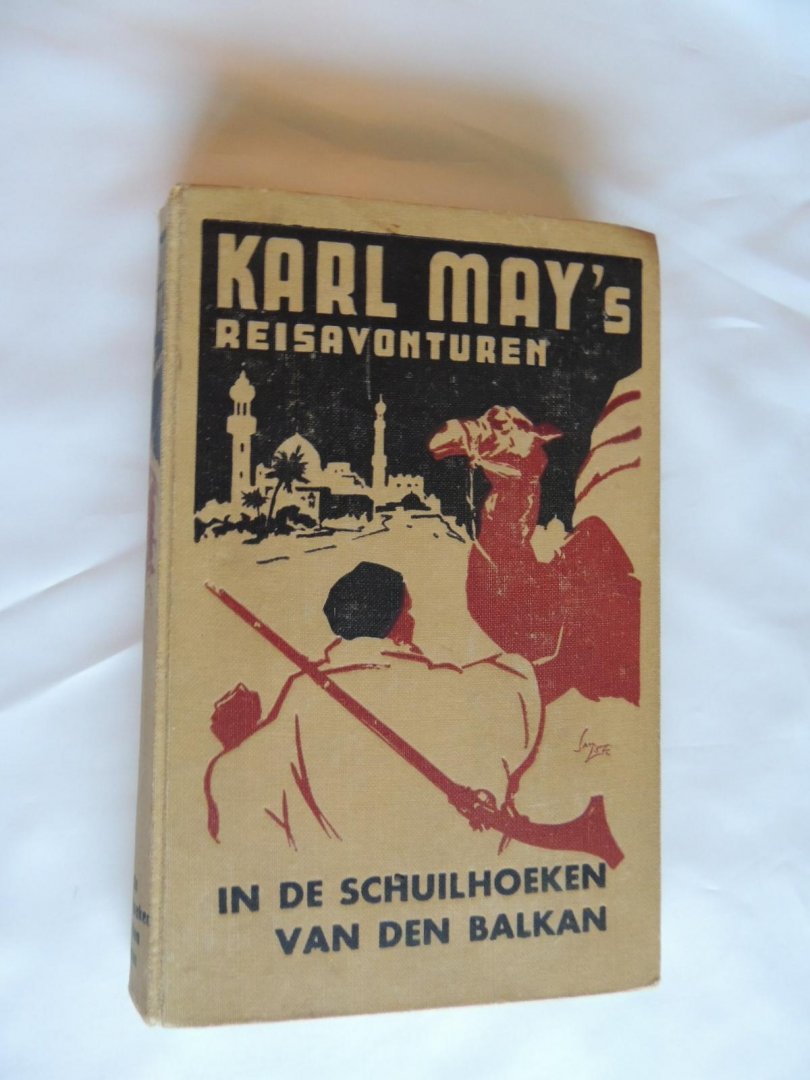 KARL MAY's
REISAVONTUREN
IN DE SCHUILHOEKEN
VAN DEN BALKAN